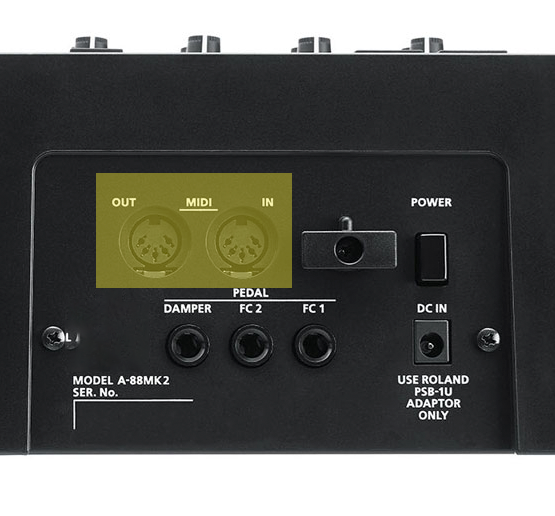 OUT MIDI IN
POWER
PEDAL
DAMPER FC 2 FC 1
DC IN
MODEL A-88MK2
SER. No.
USE ROLAND
PSB-1U
ADAPTOR
ONLY